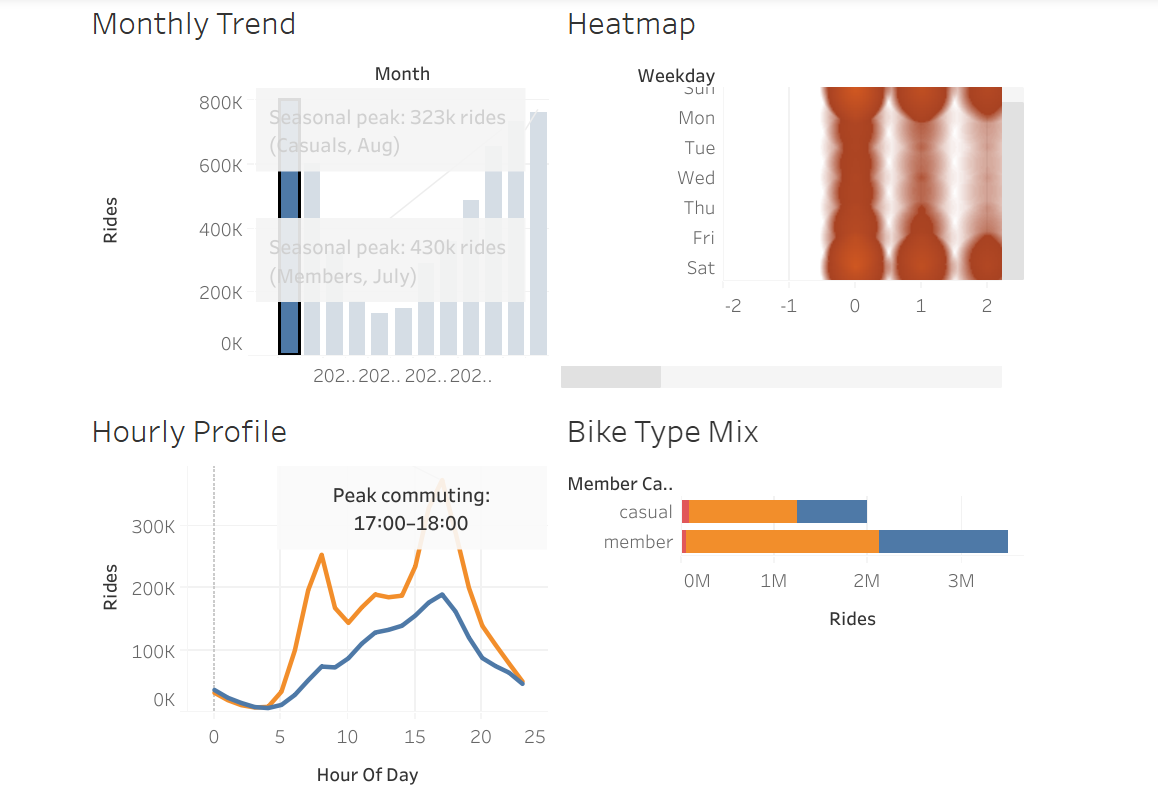 Monthly Trend
Month
800K
600K
400K
200K
0K
Rides
Seasonal peak: 323k rides
(Casuals, Aug)
Seasonal peak: 430k rides
(Members, July)
202..
202..
202..
202..
Heatmap
Weekday
Sun
Mon
Tue
Wed
Thu
Fri
Sat
-2
-1
0
1
2
Hourly Profile
Peak commuting:
17:00–18:00
300K
200K
100K
0K
Rides
0
5
10
15
20
25
Hour Of Day
Bike Type Mix
Member Ca..
casual
member
0M
1M
2M
3M
Rides